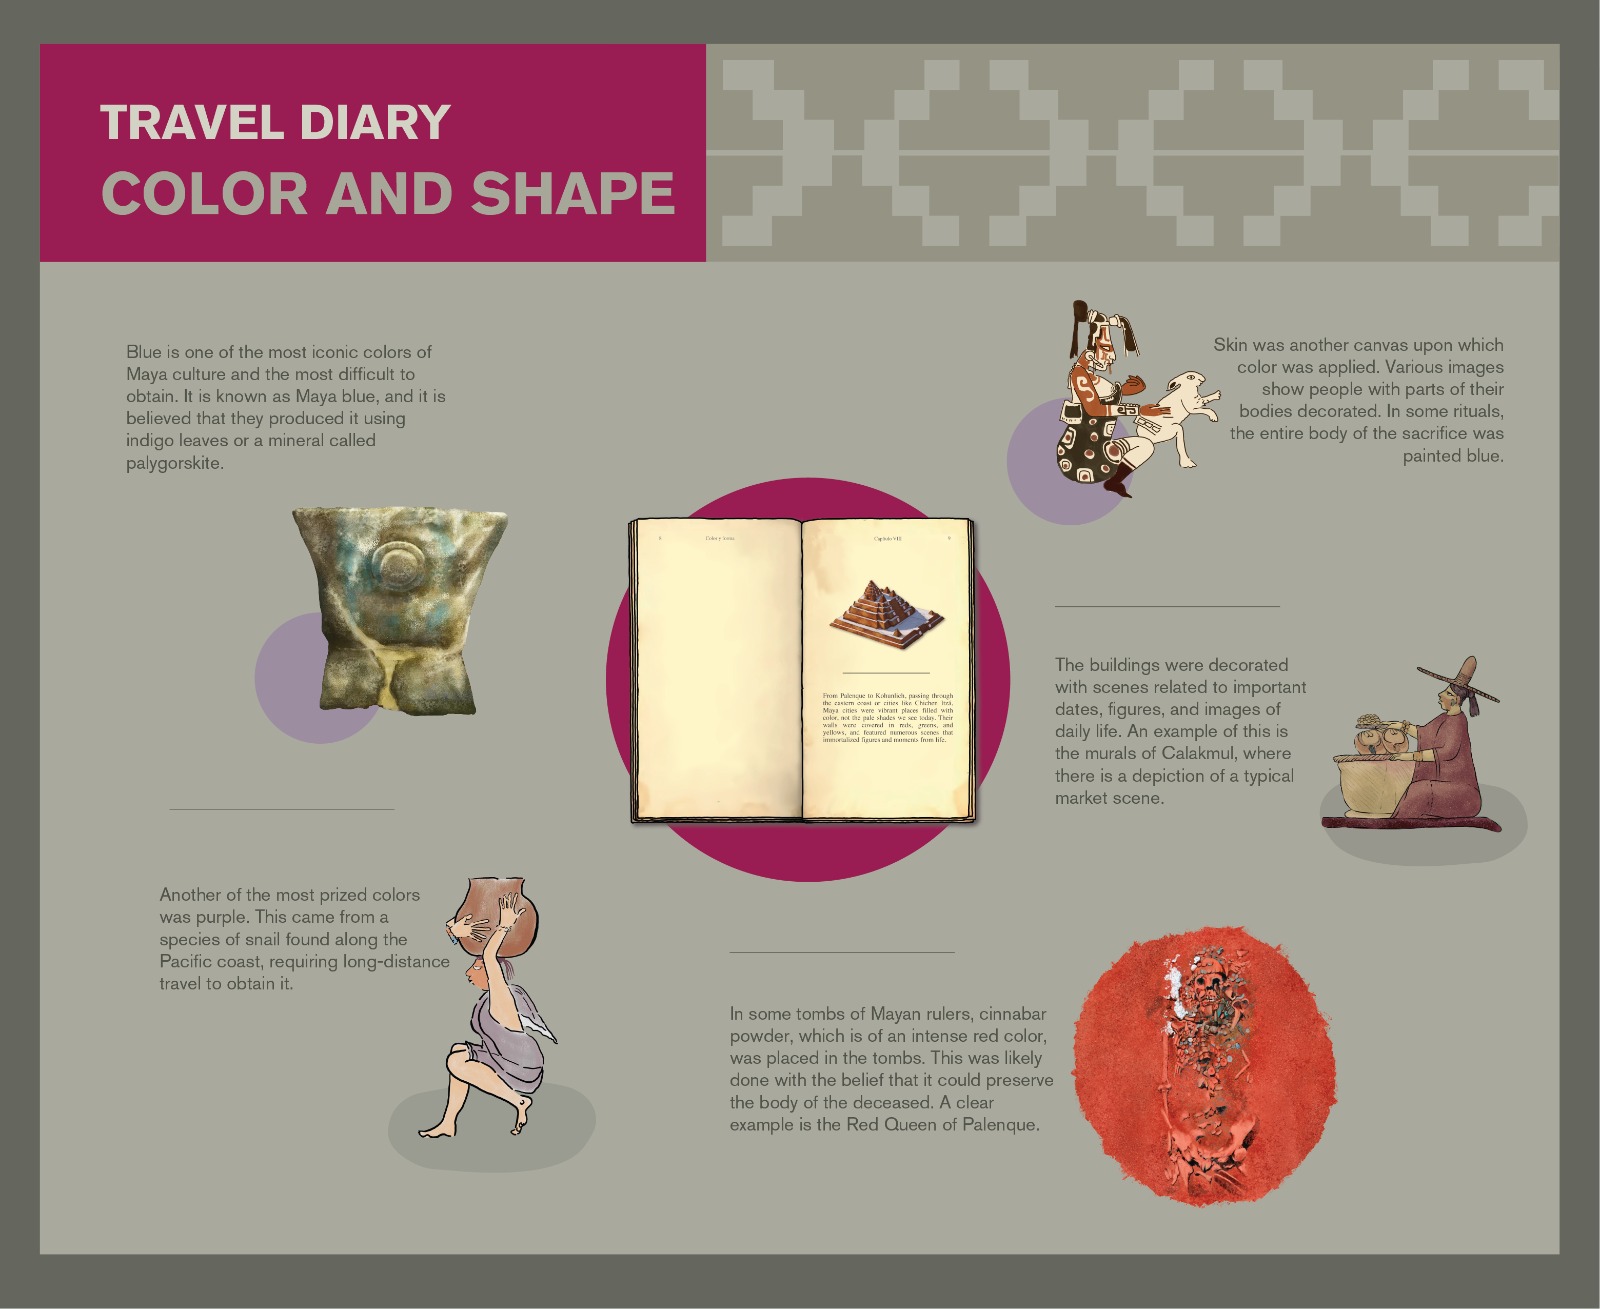 TRAVEL DIARY
COLOR AND SHAPE
Blue is one of the most iconic colors of
Maya culture and the most difficult to
obtain. It is known as Maya blue, and it is
believed that they produced it using
indigo leaves or a mineral called
palygorskite.
Skin was another canvas upon which
color was applied. Various images
show people with parts of their
bodies decorated. In some rituals,
the entire body of the sacrifice was
painted blue.
Capítulo VIII
From Palenque to Kohunlich, passing through
the eastern coast or cities like Chichen Itzá,
Maya cities were vibrant places filled with
color, not the pale shades we see today. Their
walls were covered in reds, greens, and
yellows, and featured numerous scenes that
immortalized figures and moments from life.
The buildings were decorated
with scenes related to important
dates, figures, and images of
daily life. An example of this is
the murals of Calakmul, where
there is a depiction of a typical
market scene.
Another of the most prized colors
was purple. This came from a
species of snail found along the
Pacific coast, requiring long-distance
travel to obtain it.
In some tombs of Mayan rulers, cinnabar
powder, which is of an intense red color,
was placed in the tombs. This was likely
done with the belief that it could preserve
the body of the deceased. A clear
example is the Red Queen of Palenque.